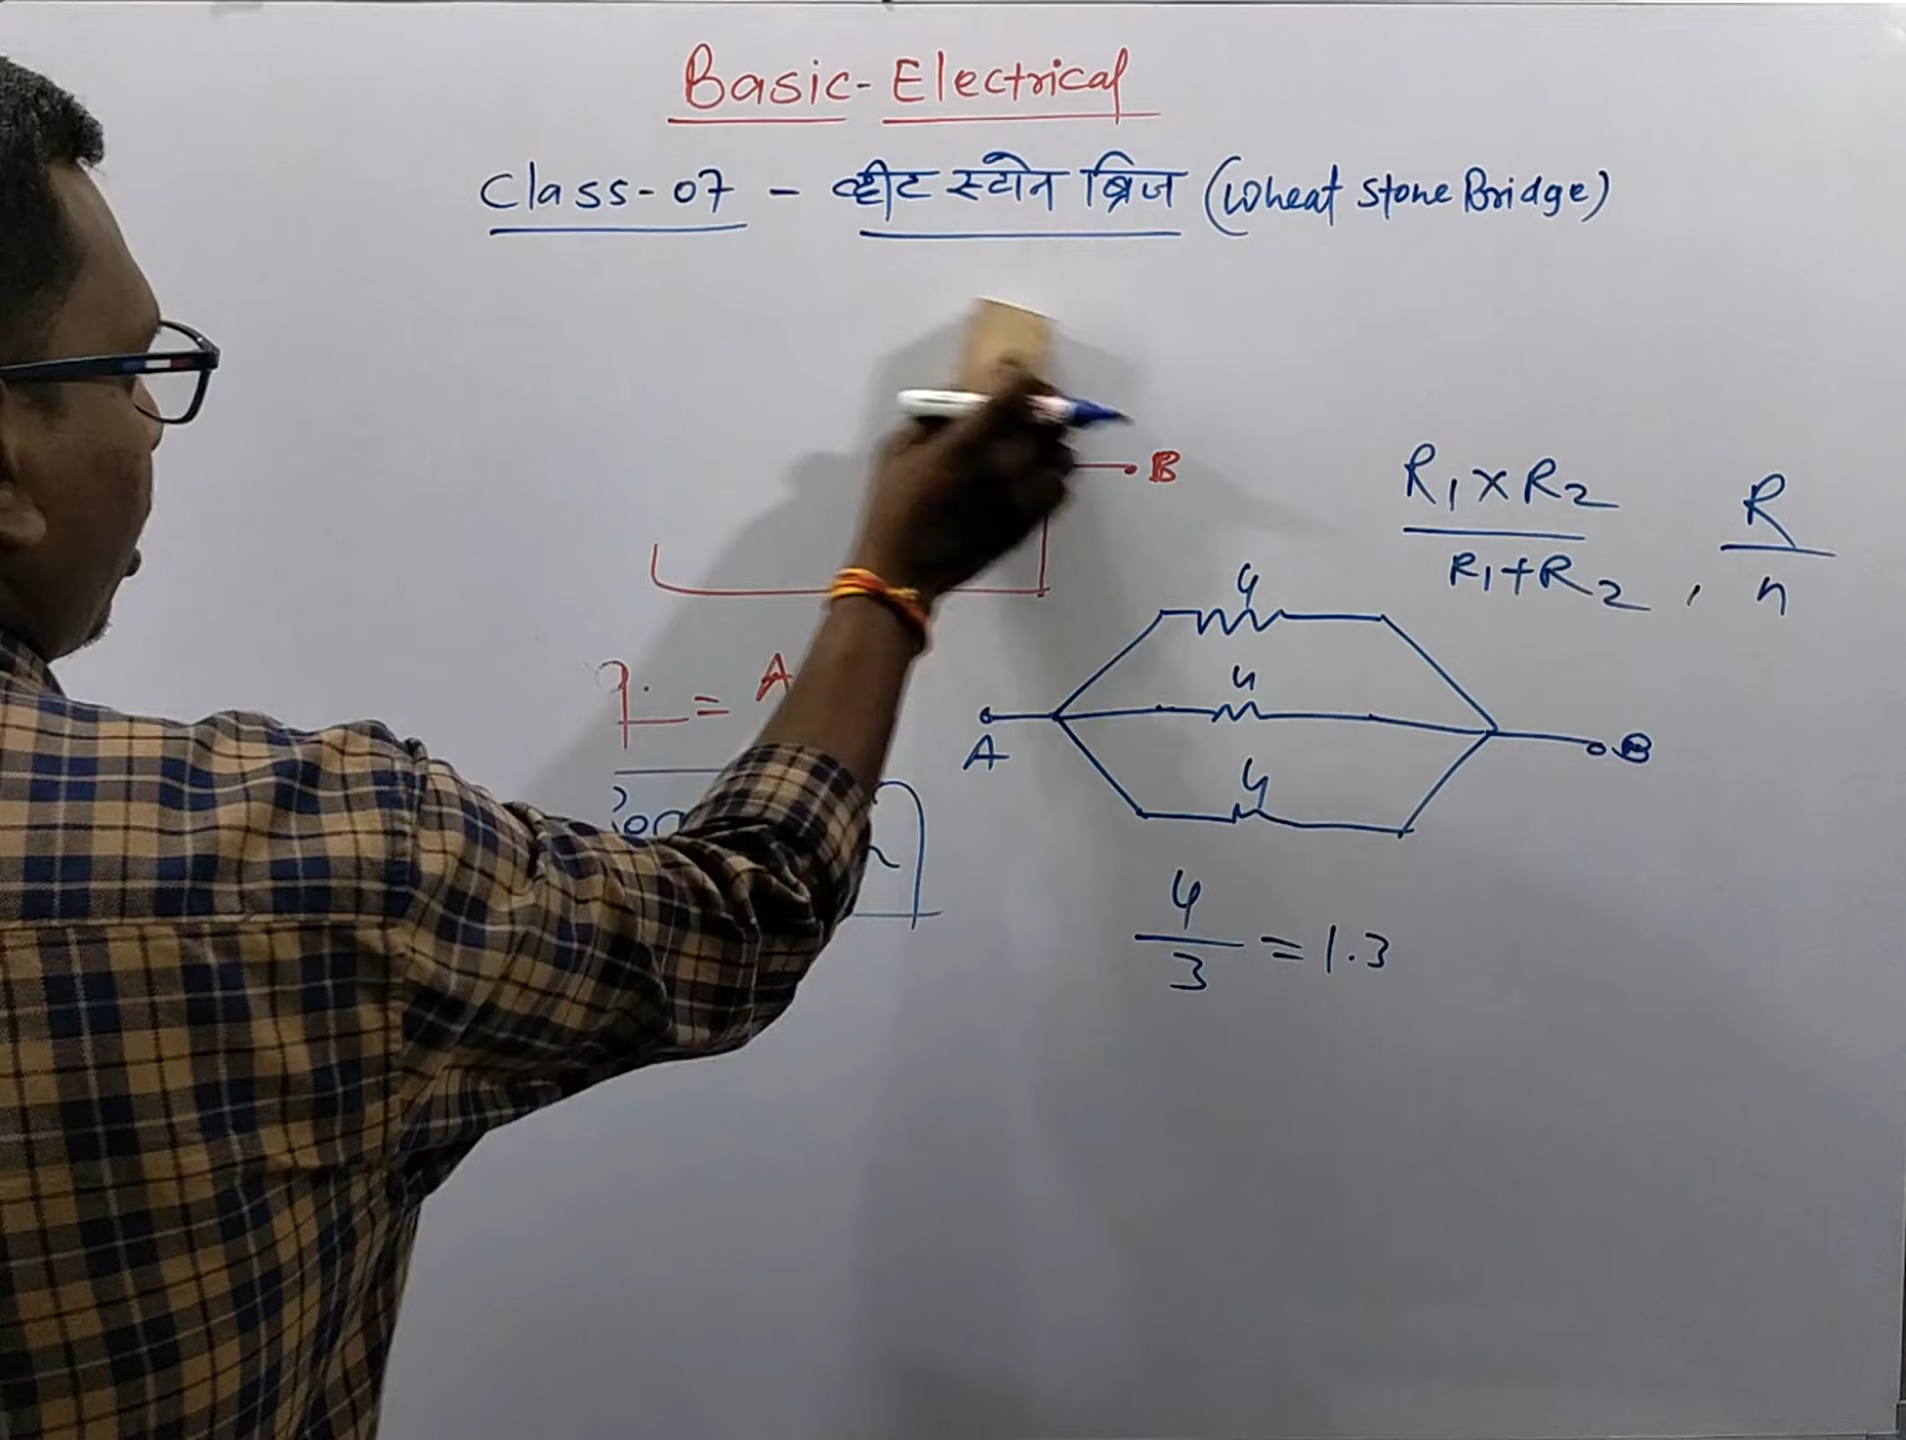 Basic-Electrical
Class-07 - व्हीट स्टोन ब्रिज (Wheat Stone Bridge)
B
R1 x R2 / R1 + R2 , R / n
4
= A
4
A B
4
4 / 3 = 1.3